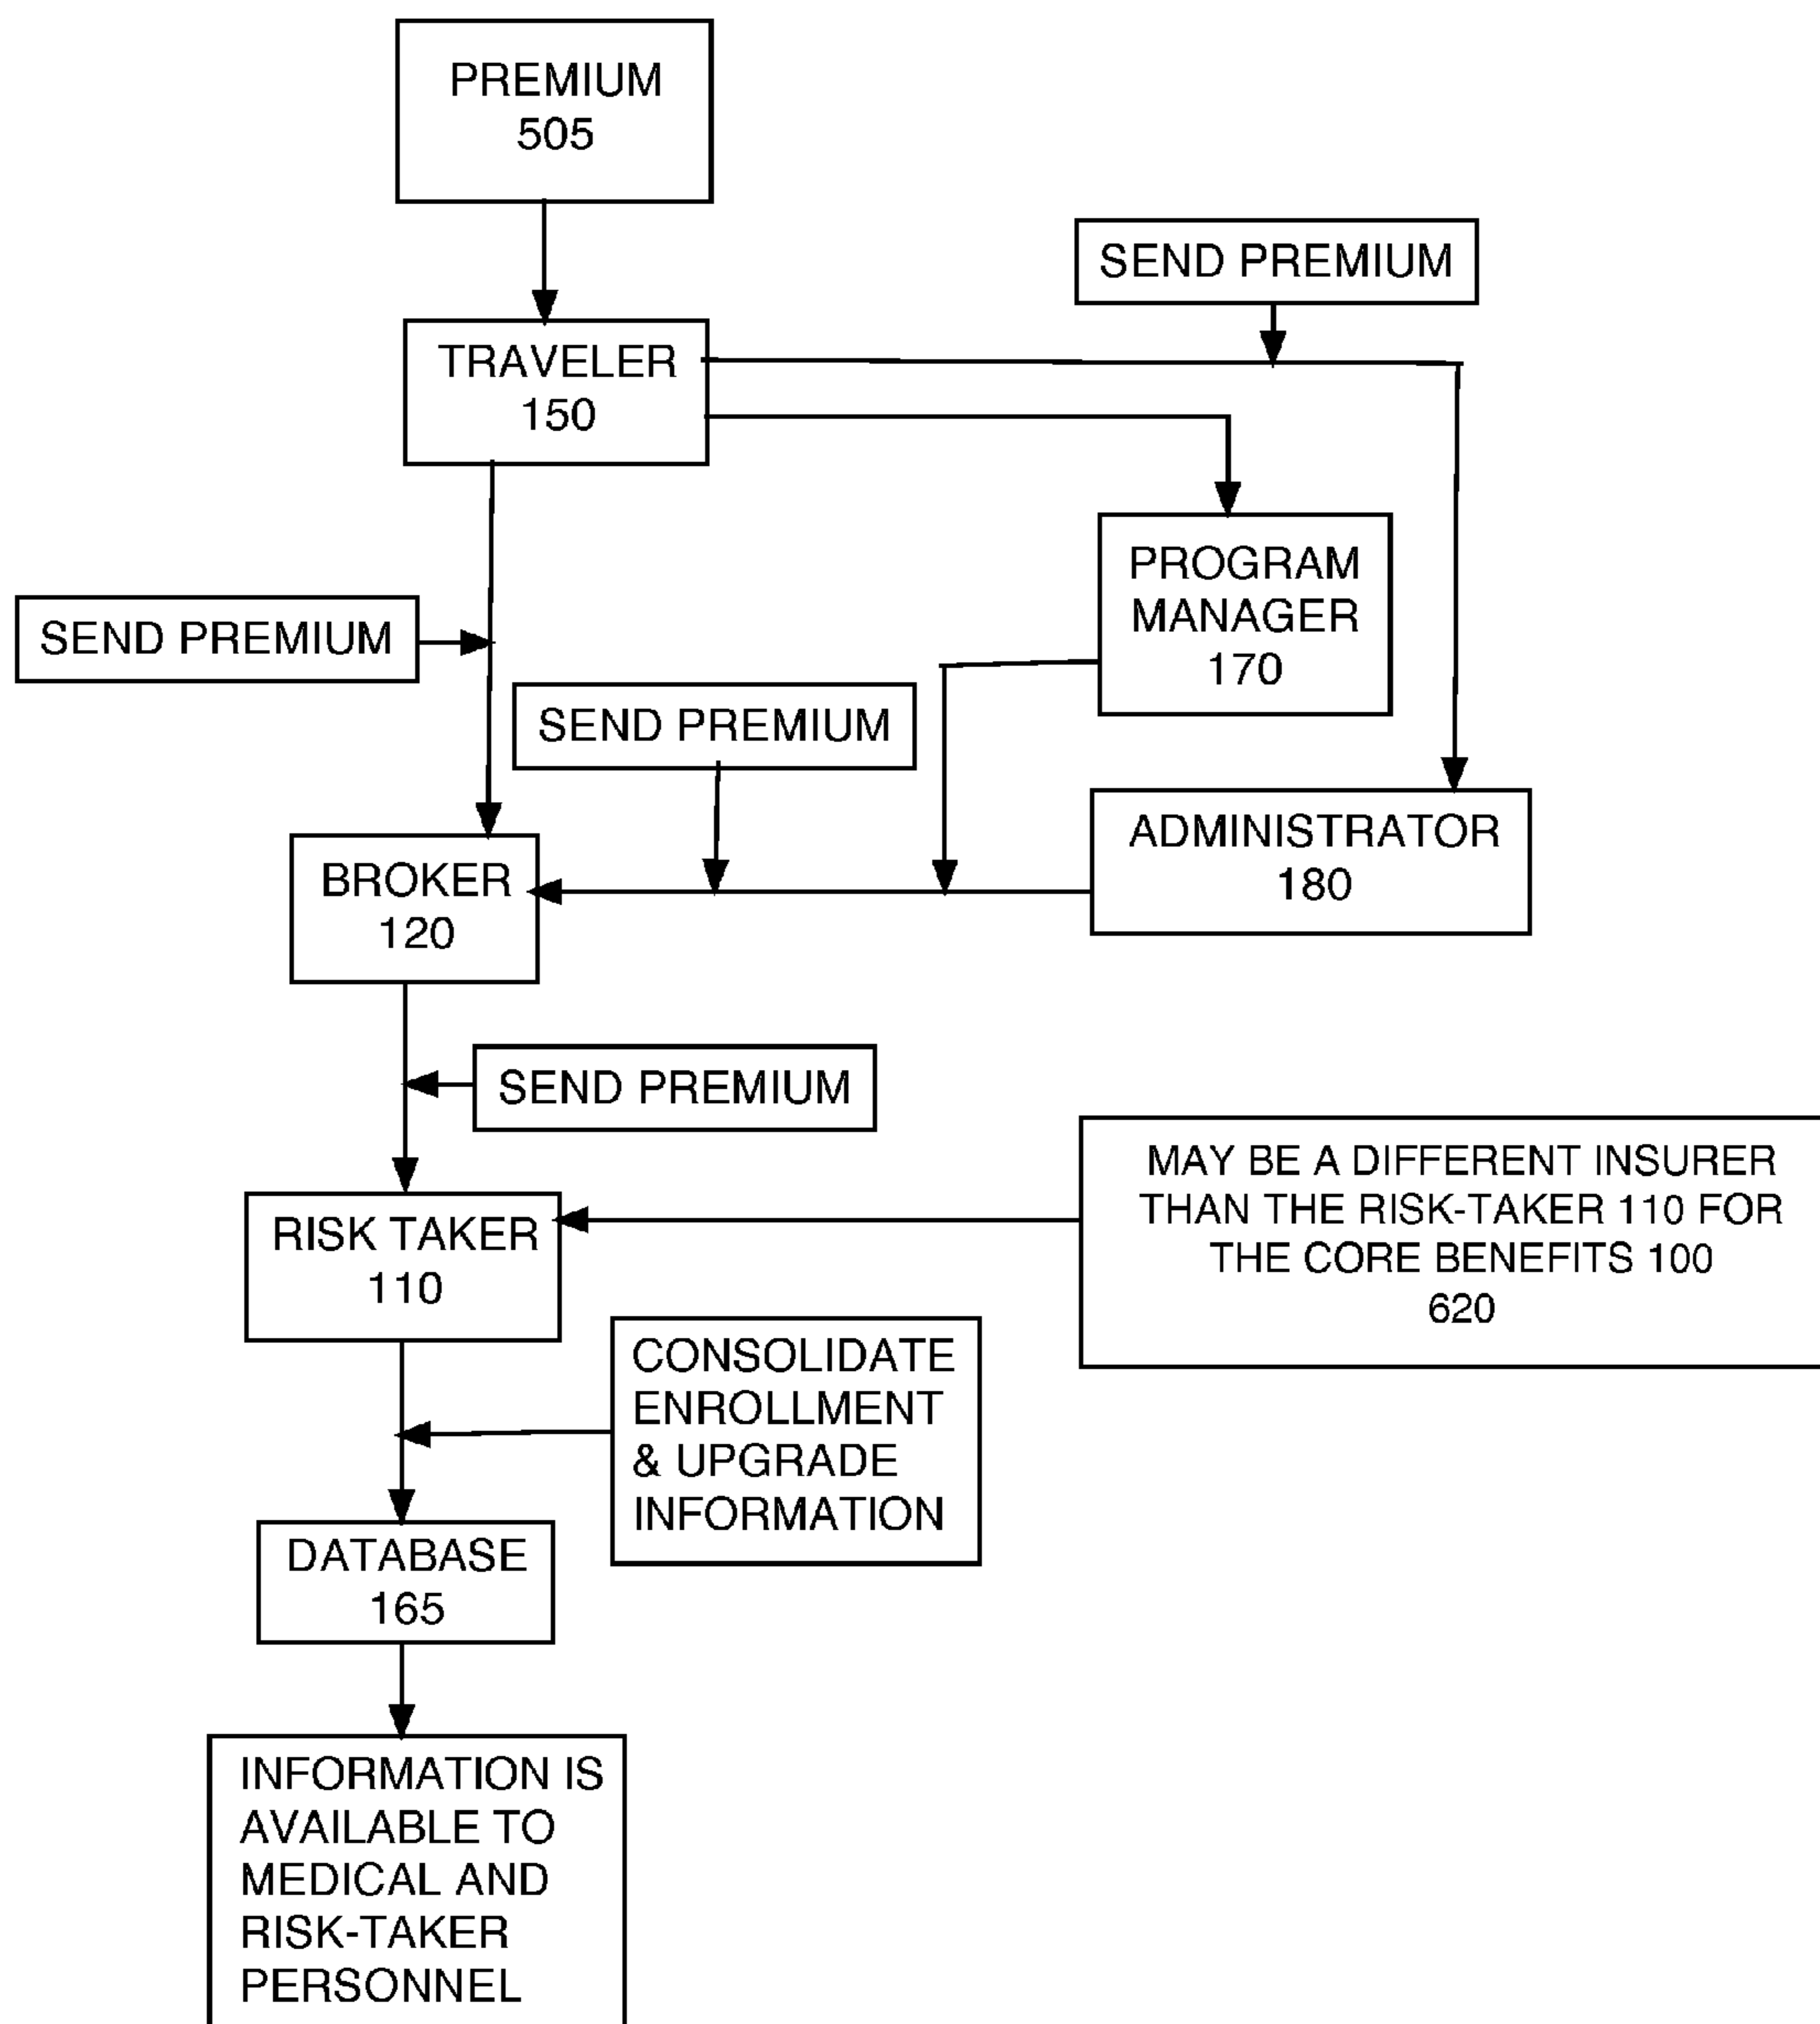 PREMIUM
505
SEND PREMIUM
TRAVELER
150
PROGRAM
MANAGER
170
SEND PREMIUM
SEND PREMIUM
ADMINISTRATOR
180
BROKER
120
SEND PREMIUM
MAY BE A DIFFERENT INSURER
THAN THE RISK-TAKER 110 FOR
THE CORE BENEFITS 100
620
RISK TAKER
110
CONSOLIDATE
ENROLLMENT
& UPGRADE
INFORMATION
DATABASE
165
INFORMATION IS
AVAILABLE TO
MEDICAL AND
RISK-TAKER
PERSONNEL